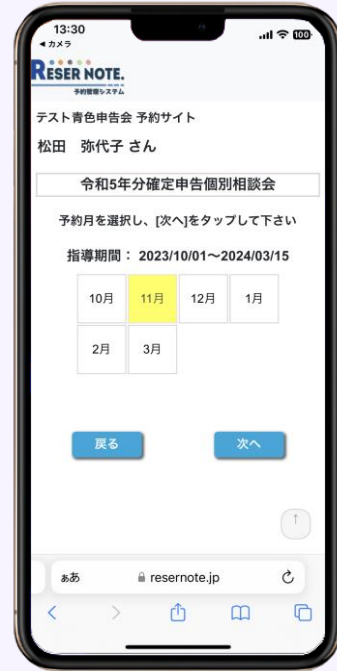 13:30
100
◀ カメラ
RESER NOTE.
予約管理システム
テスト青色申告会 予約サイト
松田 弥代子 さん
令和5年分確定申告個別相談会
予約月を選択し、[次へ]をタップして下さい
指導期間： 2023/10/01～2024/03/15
10月 11月 12月 1月
2月 3月
戻る 次へ
↑
ぁあ resernote.jp